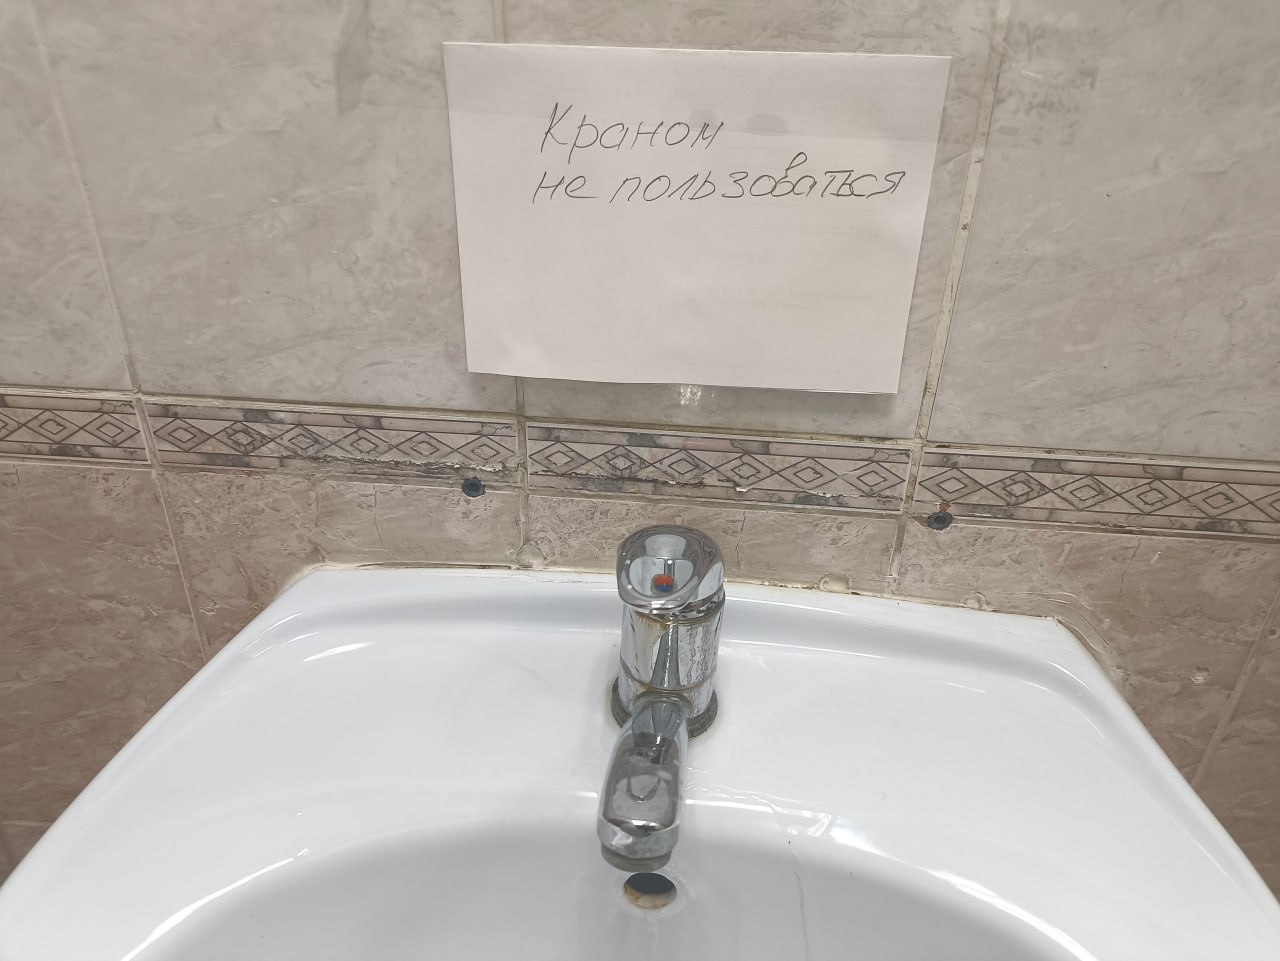 Краном
не пользоваться